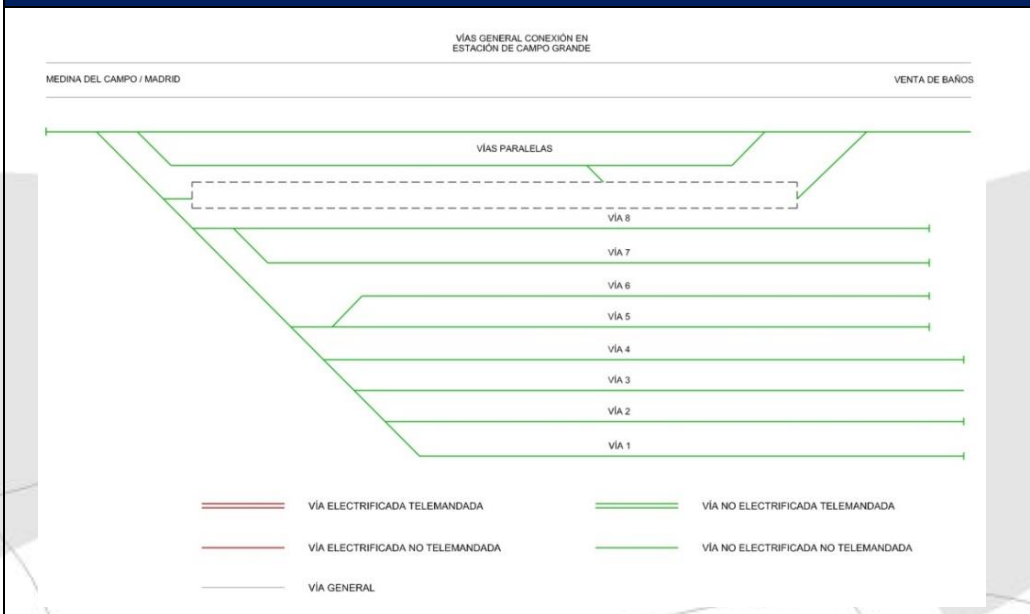 VÍAS GENERAL CONEXIÓN EN
ESTACIÓN DE CAMPO GRANDE
MEDINA DEL CAMPO / MADRID
VENTA DE BAÑOS
VÍAS PARALELAS
VÍA 8
VÍA 7
VÍA 6
VÍA 5
VÍA 4
VÍA 3
VÍA 2
VÍA 1
VÍA ELECTRIFICADA TELEMANDADA
VÍA NO ELECTRIFICADA TELEMANDADA
VÍA ELECTRIFICADA NO TELEMANDADA
VÍA NO ELECTRIFICADA NO TELEMANDADA
VÍA GENERAL